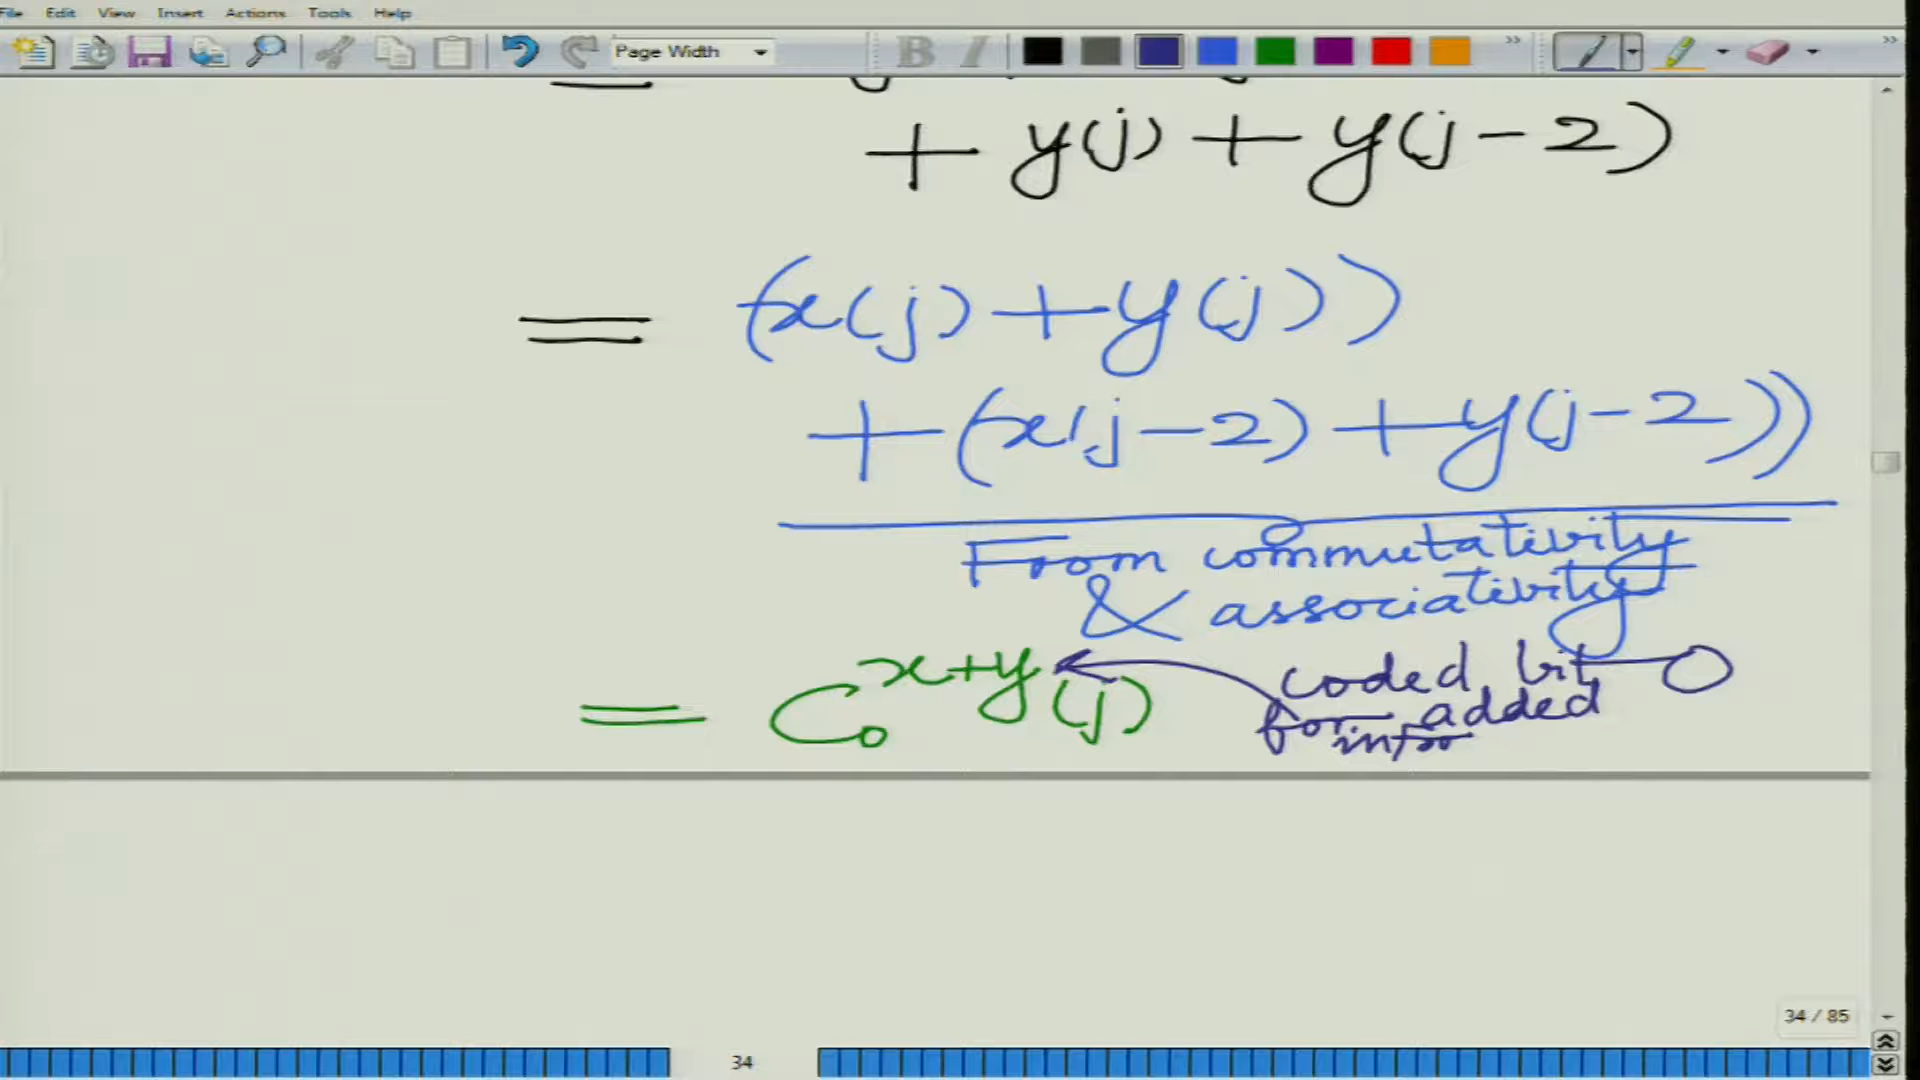 File Edit View Insert Actions Tools Help
Page Width B I
+ y(j) + y(j-2)
= (x(j) + y(j))
+ (x(j-2) + y(j-2))
From commutativity
& associativity
= C₀^{x+y}(j) coded bit 0
for added
info
34 / 85
34